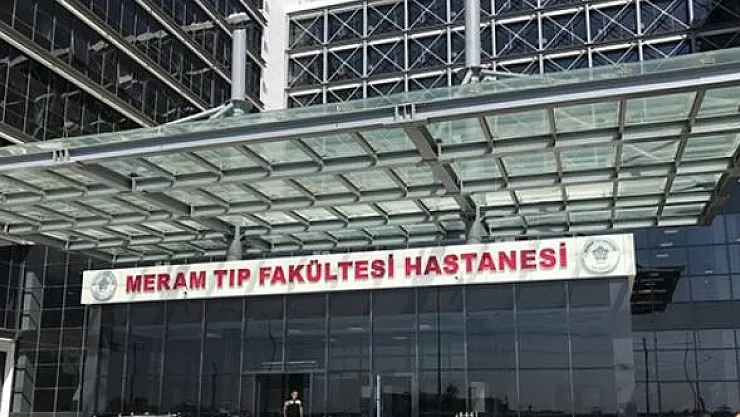 MERAM TIP FAKÜLTESİ HASTANESİ